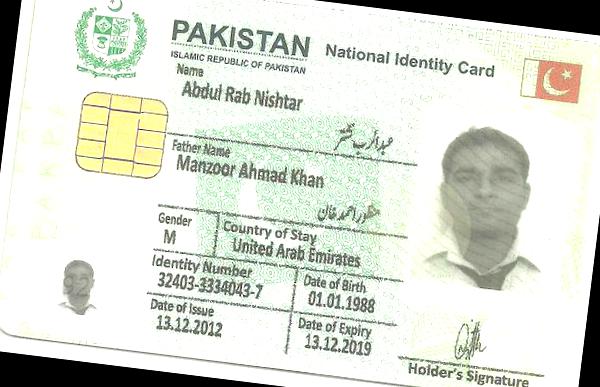 PAKISTAN National Identity Card
ISLAMIC REPUBLIC OF PAKISTAN
Name
Abdul Rab Nishtar
عبدالرب نشتر
Father Name
Manzoor Ahmad Khan
منظور احمد خان
Gender
M
Country of Stay
United Arab Emirates
Identity Number
32403-3334043-7
Date of Birth
01.01.1988
Date of Issue
13.12.2012
Date of Expiry
13.12.2019
Holder's Signature